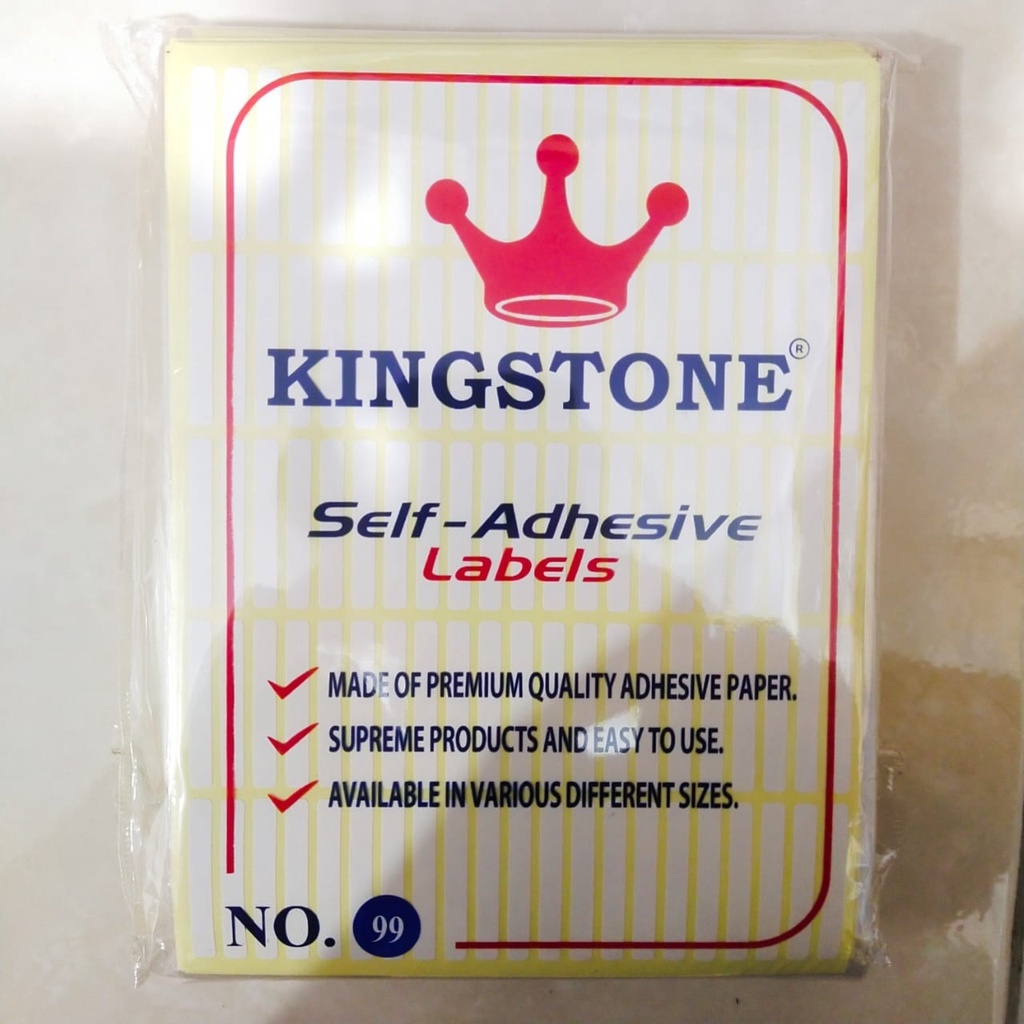 KINGSTONE®
Self-Adhesive
Labels
MADE OF PREMIUM QUALITY ADHESIVE PAPER.
SUPREME PRODUCTS AND EASY TO USE.
AVAILABLE IN VARIOUS DIFFERENT SIZES.
NO. 99